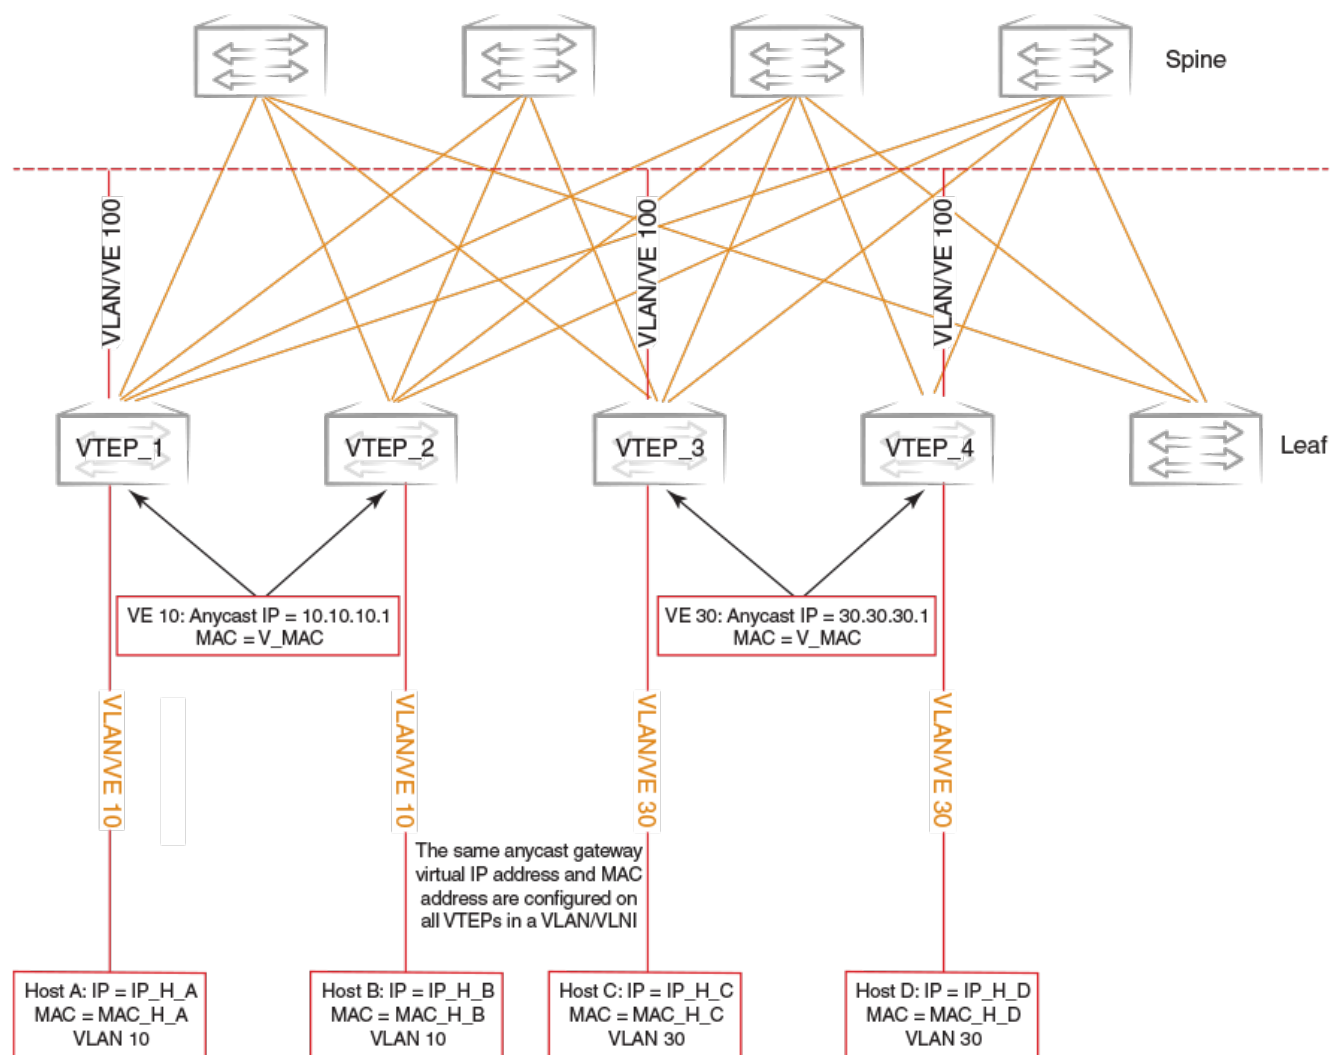 Spine
VLAN/VE 100
VLAN/VE 100
VLAN/VE 100
VTEP_1
VTEP_2
VTEP_3
VTEP_4
Leaf
VE 10: Anycast IP = 10.10.10.1
MAC = V_MAC
VE 30: Anycast IP = 30.30.30.1
MAC = V_MAC
VLAN/VE 10
VLAN/VE 10
VLAN/VE 30
VLAN/VE 30
The same anycast gateway
virtual IP address and MAC
address are configured on
all VTEPs in a VLAN/VLNI
Host A: IP = IP_H_A
MAC = MAC_H_A
VLAN 10
Host B: IP = IP_H_B
MAC = MAC_H_B
VLAN 10
Host C: IP = IP_H_C
MAC = MAC_H_C
VLAN 30
Host D: IP = IP_H_D
MAC = MAC_H_D
VLAN 30